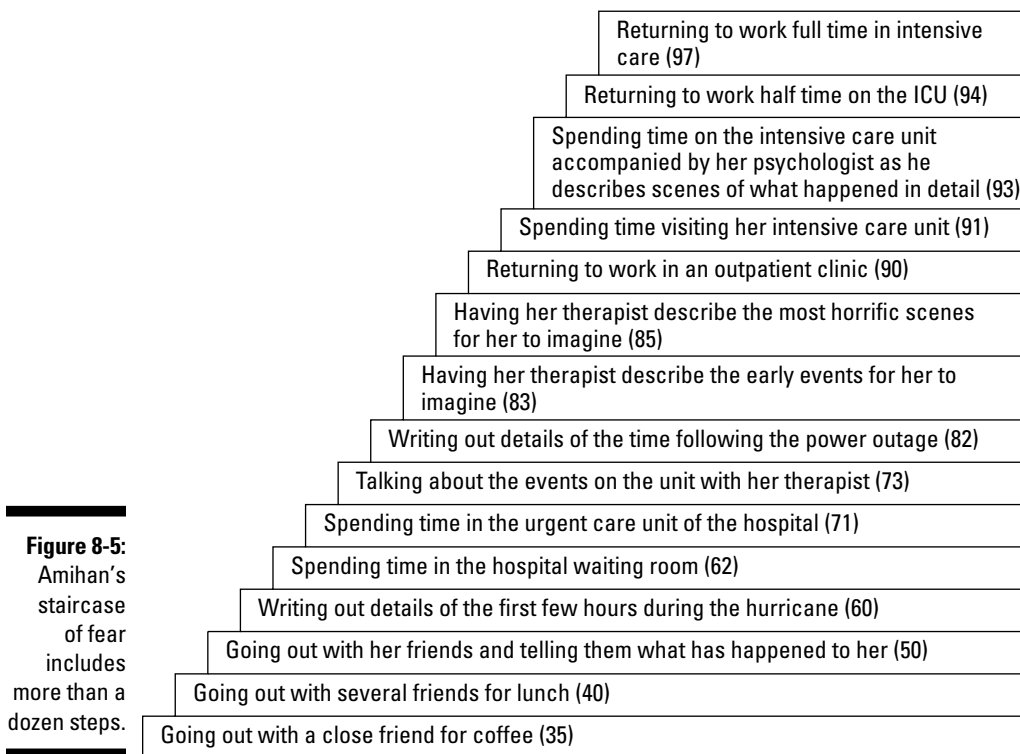 Returning to work full time in intensive
care (97)
Returning to work half time on the ICU (94)
Spending time on the intensive care unit
accompanied by her psychologist as he
describes scenes of what happened in detail (93)
Spending time visiting her intensive care unit (91)
Returning to work in an outpatient clinic (90)
Having her therapist describe the most horrific scenes
for her to imagine (85)
Having her therapist describe the early events for her to
imagine (83)
Writing out details of the time following the power outage (82)
Talking about the events on the unit with her therapist (73)
Spending time in the urgent care unit of the hospital (71)
Spending time in the hospital waiting room (62)
Writing out details of the first few hours during the hurricane (60)
Going out with her friends and telling them what has happened to her (50)
Going out with several friends for lunch (40)
Going out with a close friend for coffee (35)
Figure 8-5:
Amihan's
staircase
of fear
includes
more than a
dozen steps.